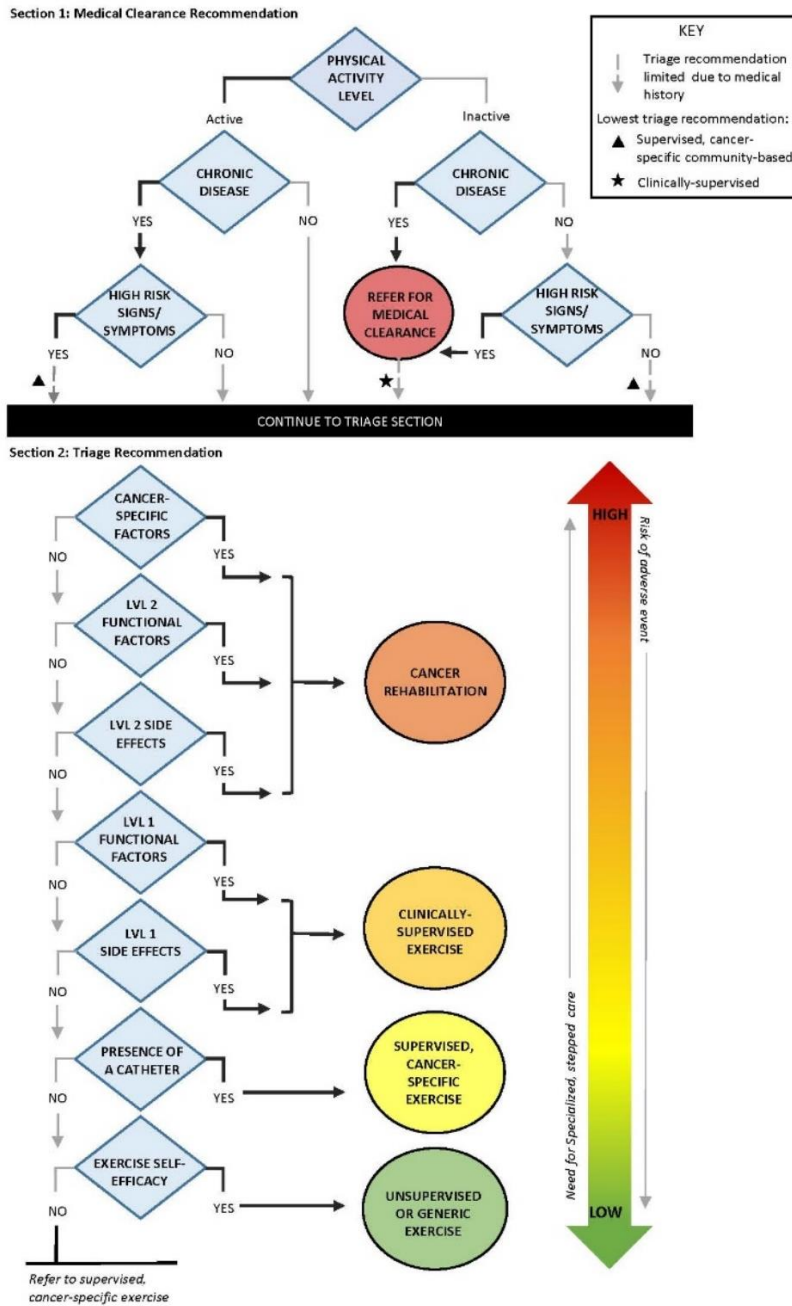 Section 1: Medical Clearance Recommendation
KEY
Triage recommendation
limited due to medical
history
Lowest triage recommendation:
Supervised, cancer-
specific community-based
Clinically-supervised
PHYSICAL
ACTIVITY
LEVEL
Active
Inactive
CHRONIC
DISEASE
CHRONIC
DISEASE
YES
NO
YES
NO
HIGH RISK
SIGNS/
SYMPTOMS
REFER FOR
MEDICAL
CLEARANCE
HIGH RISK
SIGNS/
SYMPTOMS
YES
NO
YES
NO
CONTINUE TO TRIAGE SECTION
Section 2: Triage Recommendation
CANCER-
SPECIFIC
FACTORS
NO
YES
LVL 2
FUNCTIONAL
FACTORS
NO
YES
CANCER
REHABILITATION
LVL 2 SIDE
EFFECTS
NO
YES
LVL 1
FUNCTIONAL
FACTORS
NO
YES
CLINICALLY-
SUPERVISED
EXERCISE
LVL 1
SIDE EFFECTS
NO
YES
PRESENCE OF
A CATHETER
NO
YES
SUPERVISED,
CANCER-
SPECIFIC
EXERCISE
EXERCISE SELF-
EFFICACY
NO
YES
UNSUPERVISED
OR GENERIC
EXERCISE
Refer to supervised,
cancer-specific exercise
HIGH
Risk of adverse event
Need for Specialized, stepped care
LOW